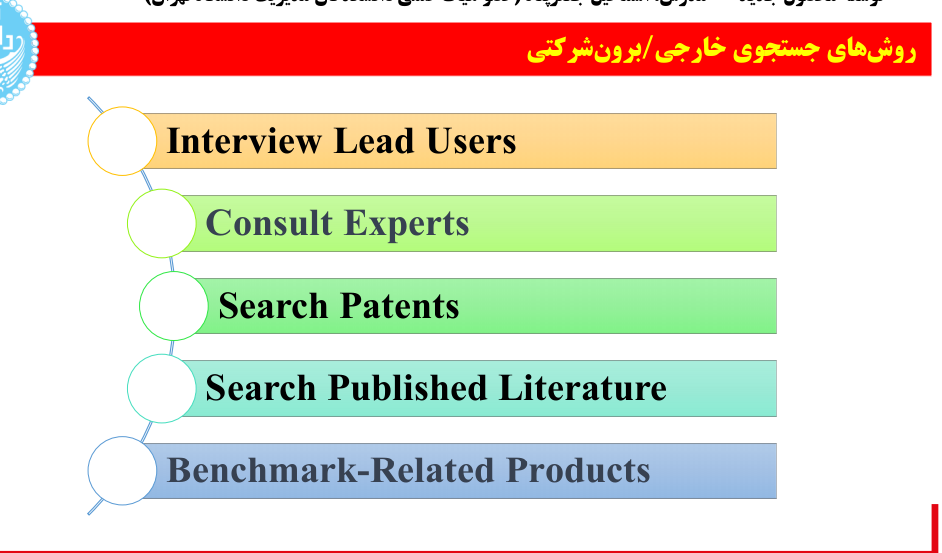 روش‌های جستجوی خارجی/برون‌شرکتی
Interview Lead Users
Consult Experts
Search Patents
Search Published Literature
Benchmark-Related Products